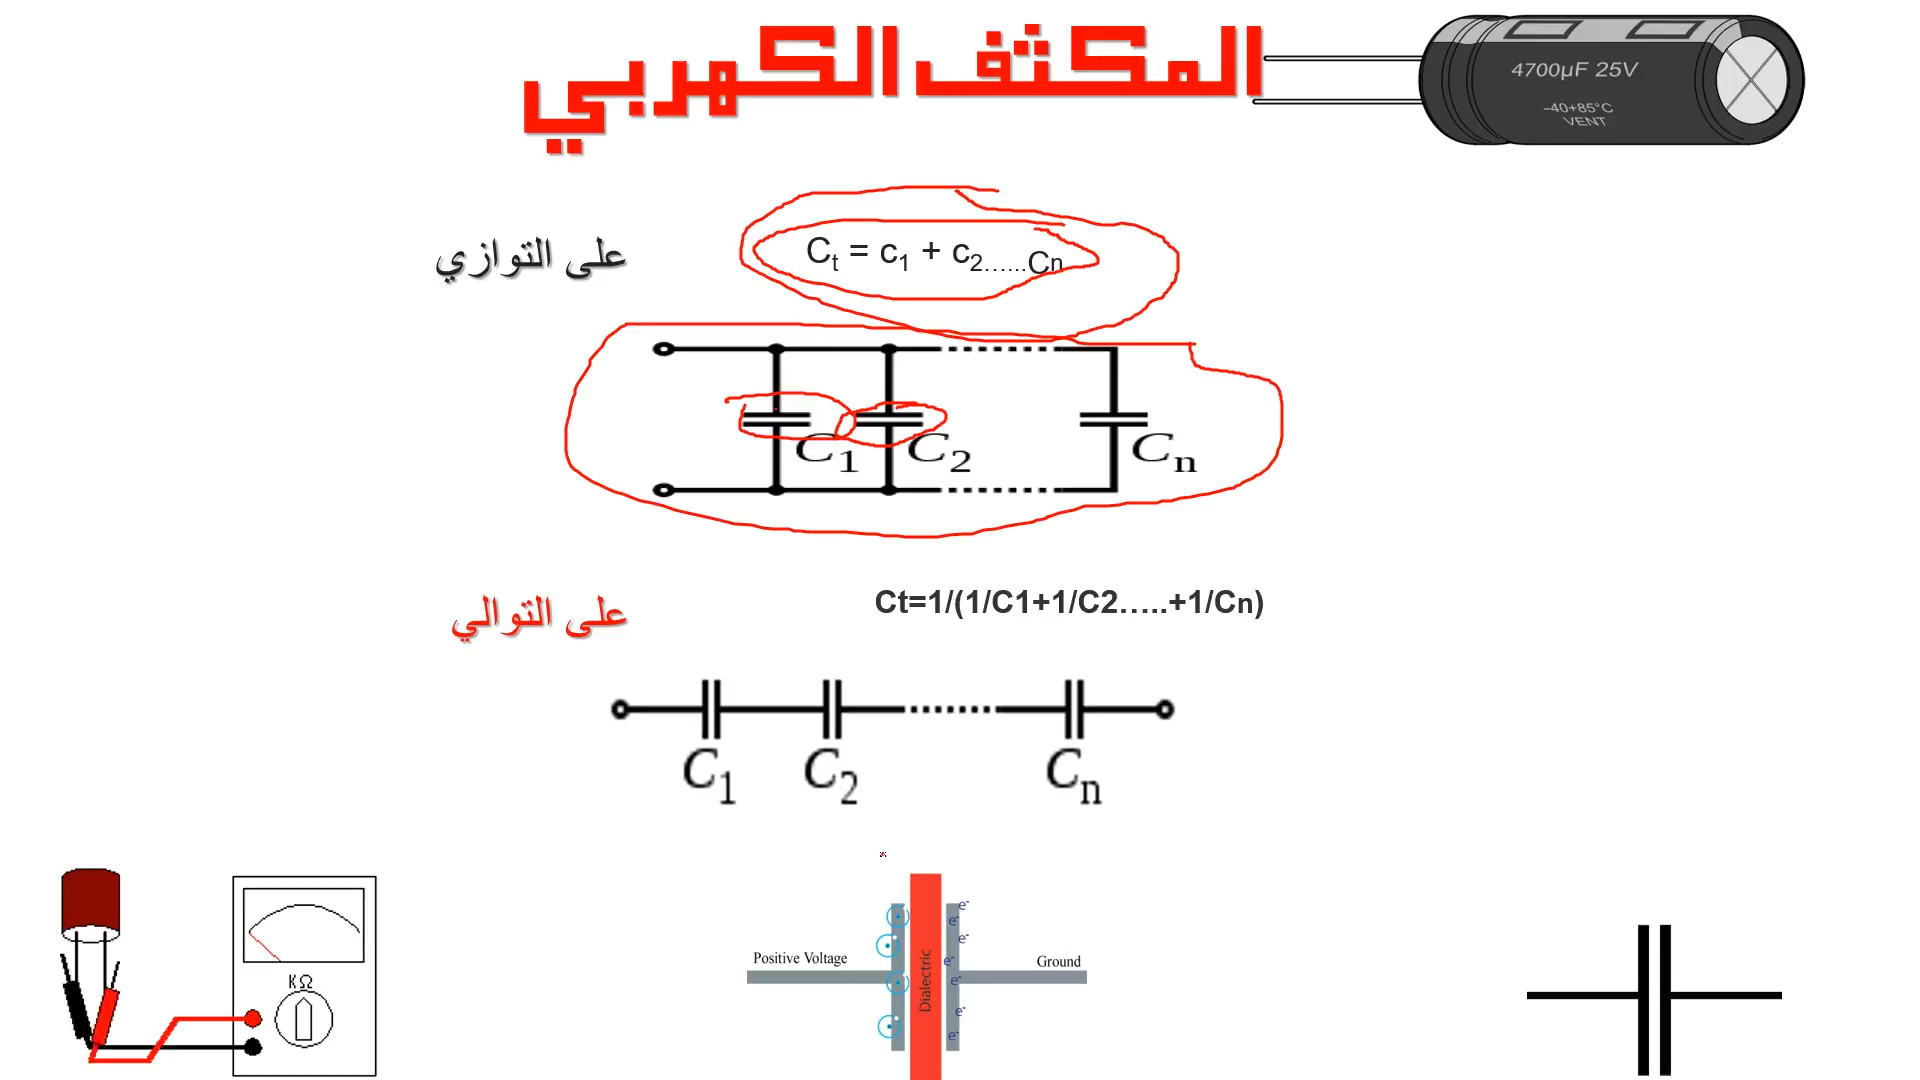 المكثف الكهربي
4700µF 25V
-40+85°C
VENT
على التوازي
Ct = c1 + c2......Cn
C1
C2
Cn
على التوالي
Ct=1/(1/C1+1/C2.....+1/Cn)
C1
C2
Cn
KΩ
Positive Voltage
Dialectric
Ground
e-
e-
e-
e-
e-
e-
e-